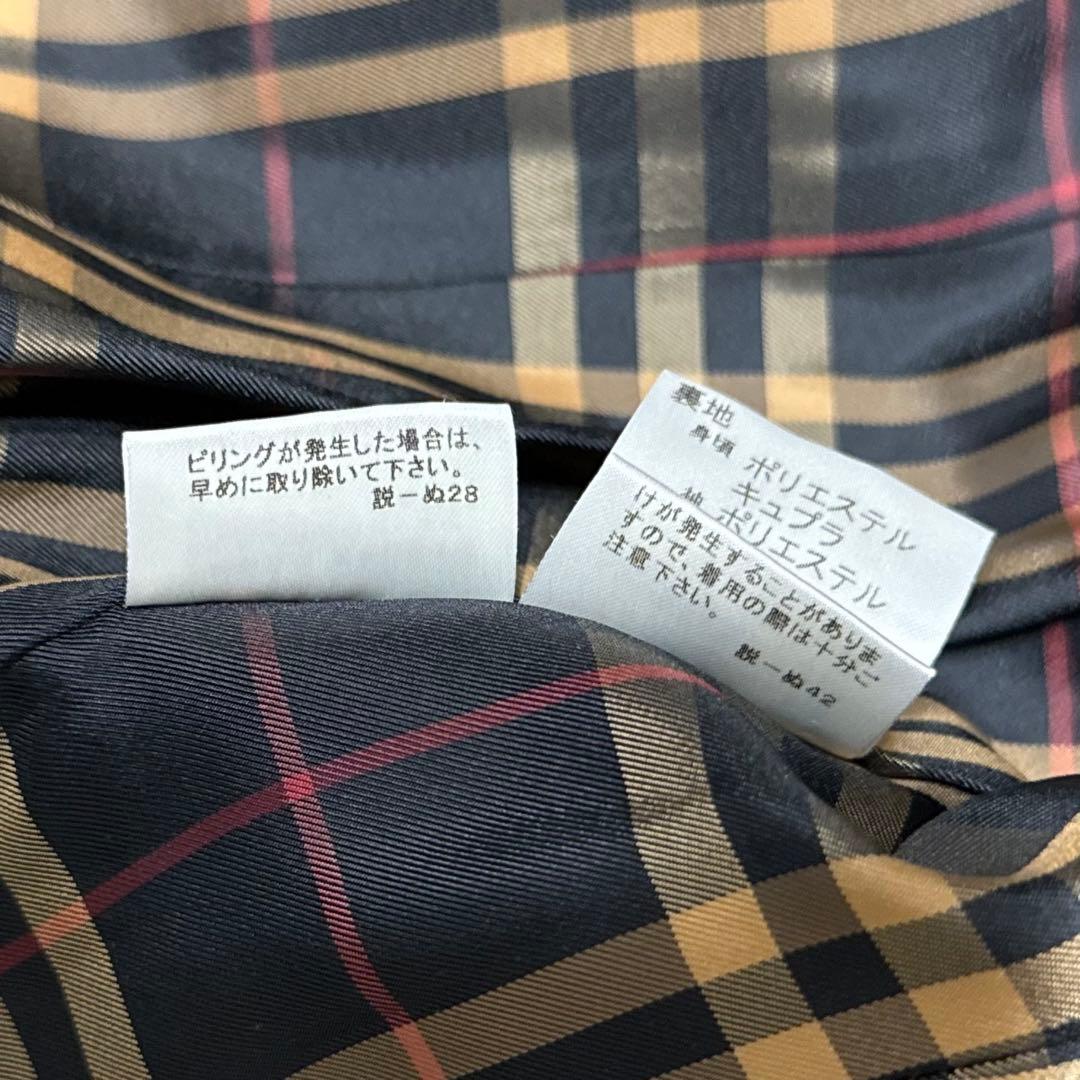 ピリングが発生した場合は、
早めに取り除いて下さい。
説－ぬ28
裏地
身頃 ポリエステル
キュプラ
袖 ポリエステル
けが発生することがありま
すので、着用の際は十分ご
注意下さい。
説－ぬ42